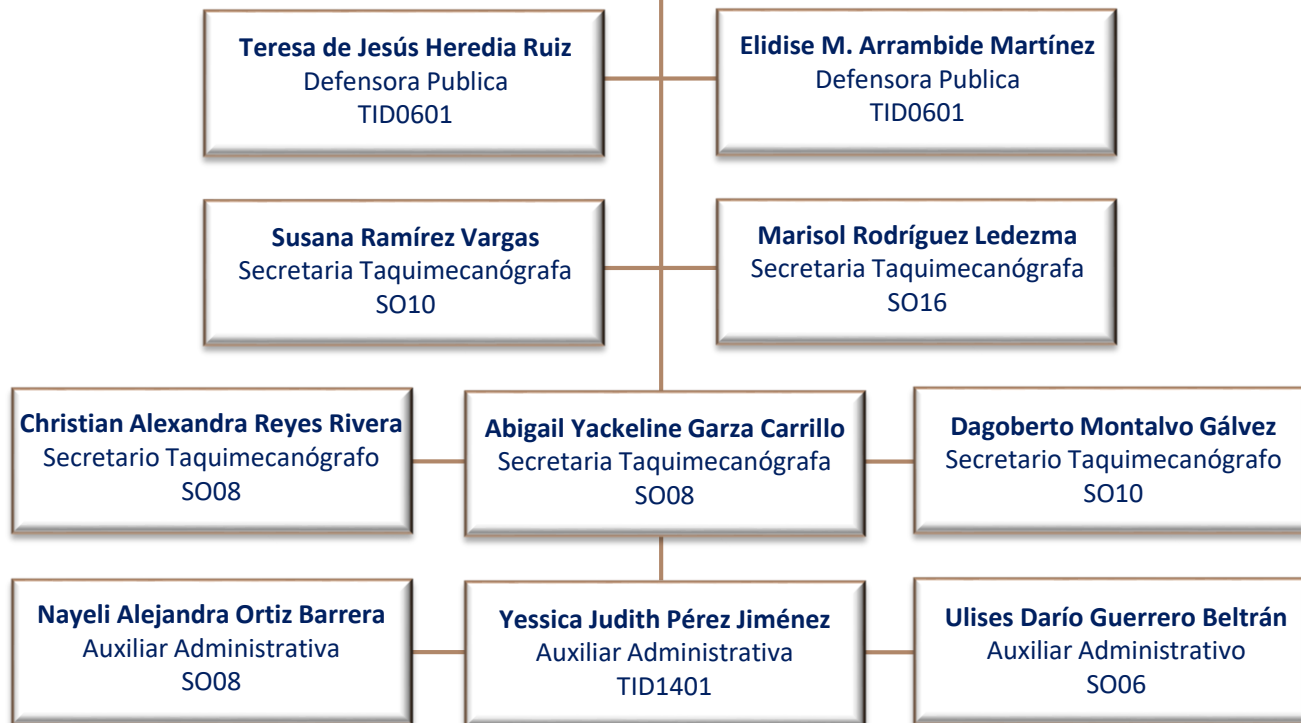 Teresa de Jesús Heredia Ruiz
Defensora Publica
TID0601
Elidise M. Arrambide Martínez
Defensora Publica
TID0601
Susana Ramírez Vargas
Secretaria Taquimecanógrafa
SO10
Marisol Rodríguez Ledezma
Secretaria Taquimecanógrafa
SO16
Christian Alexandra Reyes Rivera
Secretario Taquimecanógrafo
SO08
Abigail Yackeline Garza Carrillo
Secretaria Taquimecanógrafa
SO08
Dagoberto Montalvo Gálvez
Secretario Taquimecanógrafo
SO10
Nayeli Alejandra Ortiz Barrera
Auxiliar Administrativa
SO08
Yessica Judith Pérez Jiménez
Auxiliar Administrativa
TID1401
Ulises Darío Guerrero Beltrán
Auxiliar Administrativo
SO06